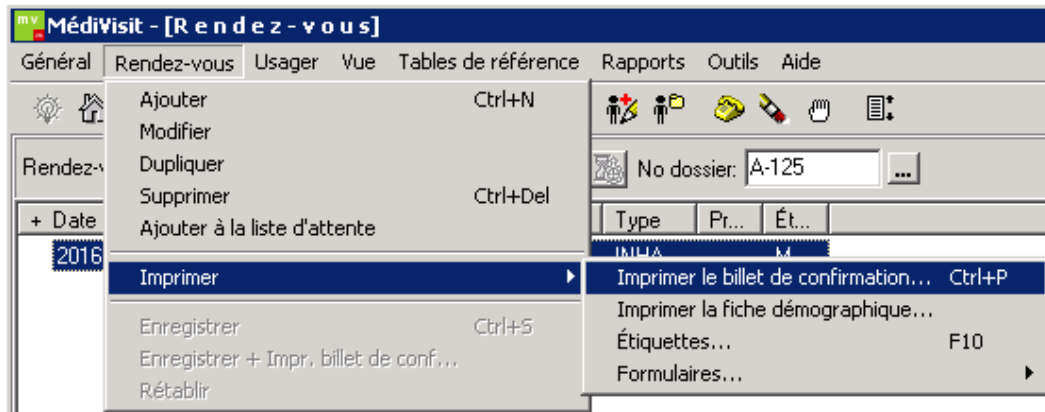 MédiVisit - [R e n d e z - v o u s]
Général Rendez-vous Usager Vue Tables de référence Rapports Outils Aide
Ajouter Ctrl+N
Modifier
Dupliquer
Supprimer Ctrl+Del
Ajouter à la liste d'attente
Imprimer
Enregistrer Ctrl+S
Enregistrer + Impr. billet de conf...
Rétablir
No dossier: A-125 ...
+ Date Type Pr... Ét...
2016
Imprimer le billet de confirmation... Ctrl+P
Imprimer la fiche démographique...
Étiquettes... F10
Formulaires...